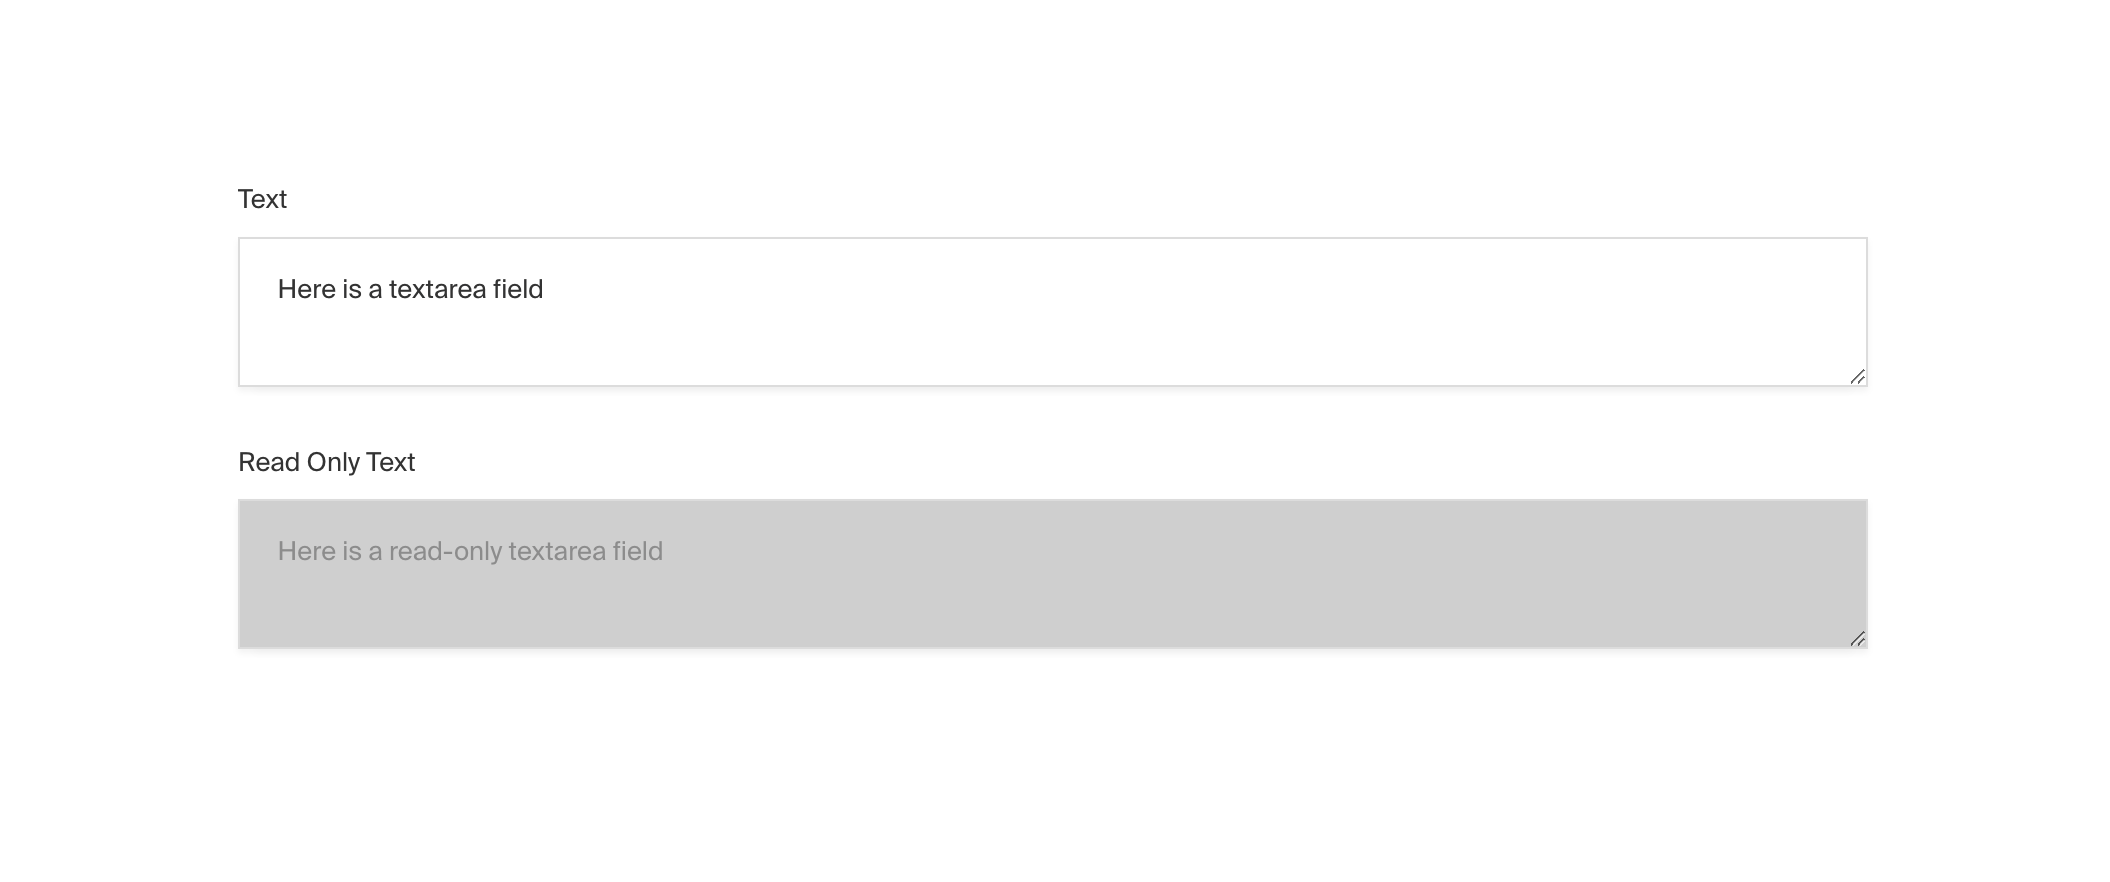 Text
Here is a textarea field
Read Only Text
Here is a read-only textarea field